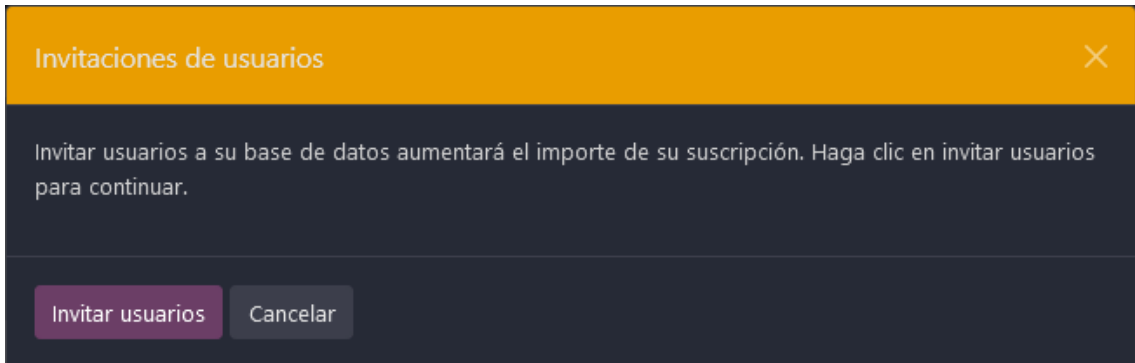 Invitaciones de usuarios
Invitar usuarios a su base de datos aumentará el importe de su suscripción. Haga clic en invitar usuarios
para continuar.
Invitar usuarios
Cancelar